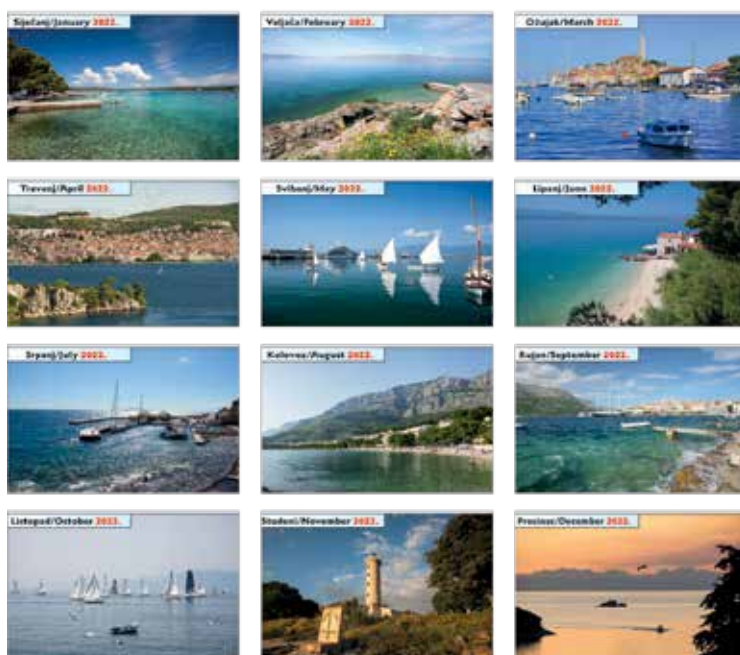 Siječanj/January 2022.
Veljača/February 2022.
Ožujak/March 2022.
Travanj/April 2022.
Svibanj/May 2022.
Lipanj/June 2022.
Srpanj/July 2022.
Kolovoz/August 2022.
Rujan/September 2022.
Listopad/October 2022.
Studeni/November 2022.
Prosinac/December 2022.